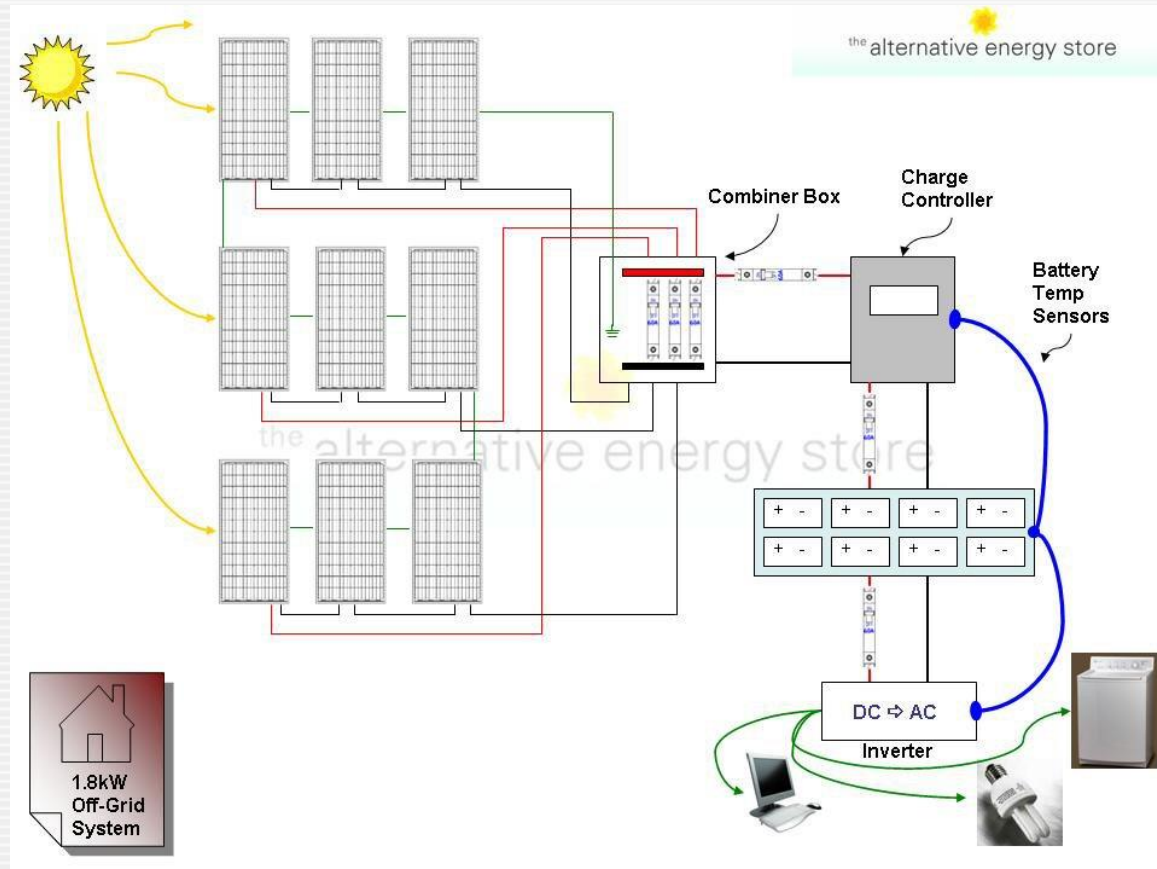 the alternative energy store
Combiner Box
Charge
Controller
Battery
Temp
Sensors
the alternative energy store
+ - + - + - + -
+ - + - + - + -
DC ⇨ AC
Inverter
1.8kW
Off-Grid
System